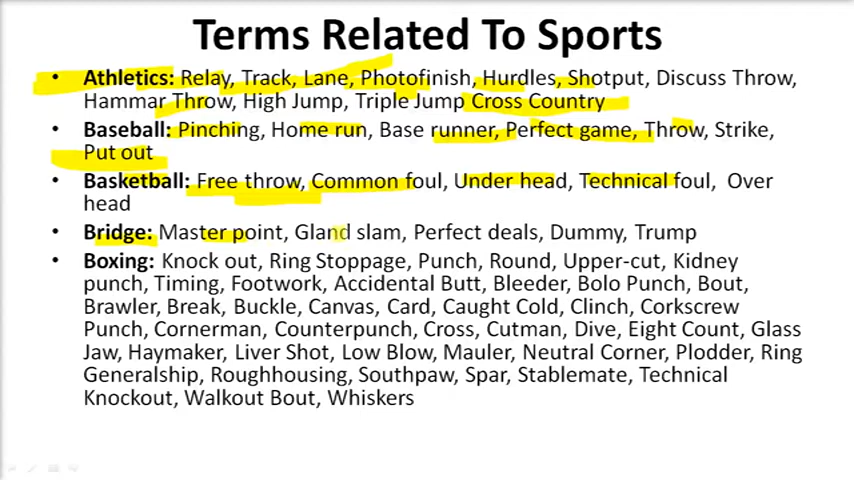 Terms Related To Sports
• Athletics: Relay, Track, Lane, Photofinish, Hurdles, Shotput, Discuss Throw,
Hammar Throw, High Jump, Triple Jump Cross Country
• Baseball: Pinching, Home run, Base runner, Perfect game, Throw, Strike,
Put out
• Basketball: Free throw, Common foul, Under head, Technical foul, Over
head
• Bridge: Master point, Gland slam, Perfect deals, Dummy, Trump
• Boxing: Knock out, Ring Stoppage, Punch, Round, Upper-cut, Kidney
punch, Timing, Footwork, Accidental Butt, Bleeder, Bolo Punch, Bout,
Brawler, Break, Buckle, Canvas, Card, Caught Cold, Clinch, Corkscrew
Punch, Cornerman, Counterpunch, Cross, Cutman, Dive, Eight Count, Glass
Jaw, Haymaker, Liver Shot, Low Blow, Mauler, Neutral Corner, Plodder, Ring
Generalship, Roughhousing, Southpaw, Spar, Stablemate, Technical
Knockout, Walkout Bout, Whiskers